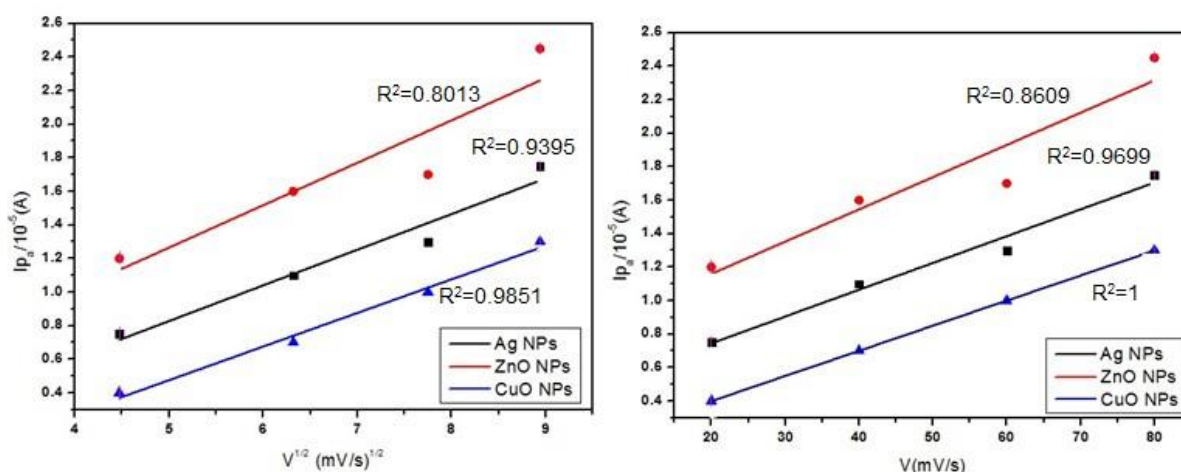 2.6
2.4
2.2
2.0
1.8
1.6
1.4
1.2
1.0
0.8
0.6
0.4
Ipₐ/10⁻⁵(A)
R²=0.8013
R²=0.9395
R²=0.9851
Ag NPs
ZnO NPs
CuO NPs
4 5 6 7 8 9
V¹ᐟ² (mV/s)¹ᐟ²
2.6
2.4
2.2
2.0
1.8
1.6
1.4
1.2
1.0
0.8
0.6
0.4
Ipₐ/10⁻⁵(A)
R²=0.8609
R²=0.9699
R²=1
Ag NPs
ZnO NPs
CuO NPs
20 30 40 50 60 70 80
V(mV/s)